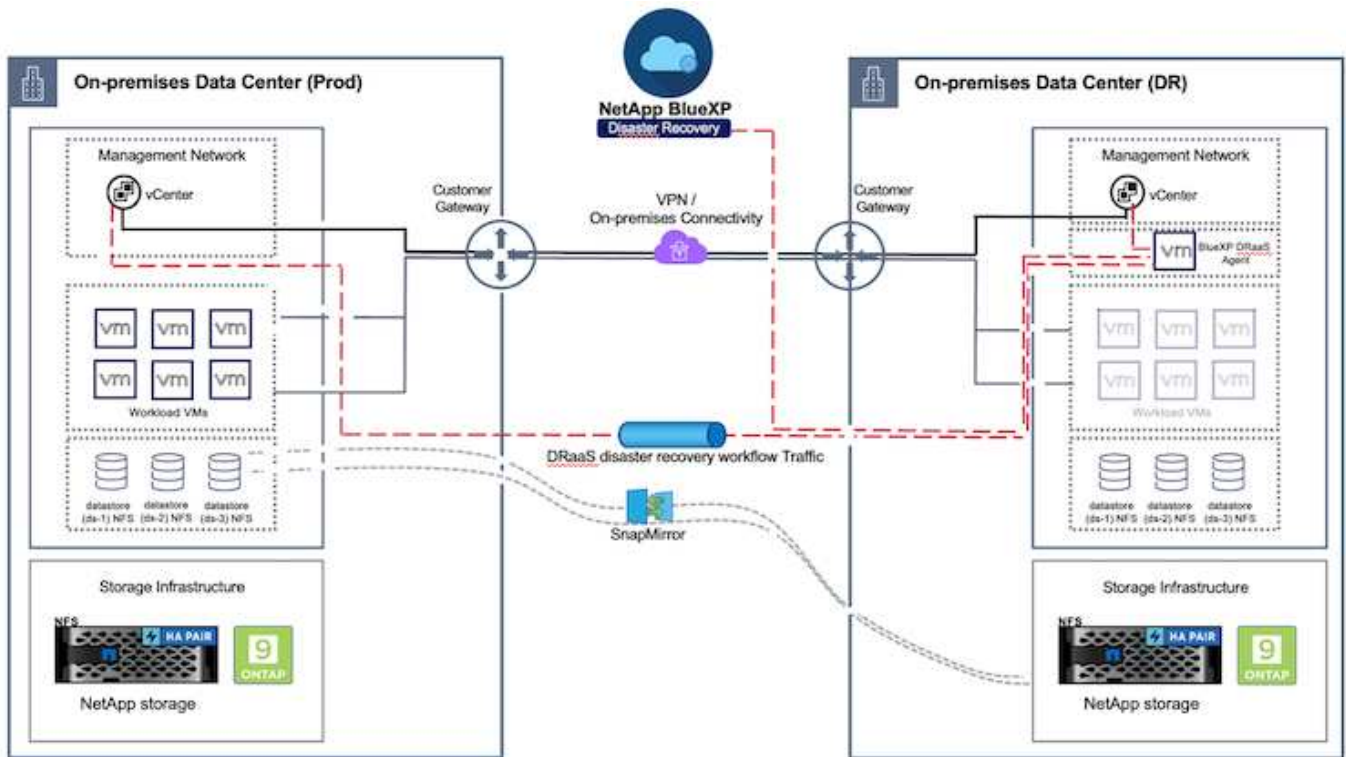 NetApp BlueXP
Disaster Recovery
On-premises Data Center (Prod)
Management Network
vCenter
Customer
Gateway
VPN /
On-premises Connectivity
vm
vm
vm
vm
vm
vm
Workload VMs
datastore
(ds-1) NFS
datastore
(ds-2) NFS
datastore
(ds-3) NFS
DRaaS disaster recovery workflow Traffic
SnapMirror
Storage Infrastructure
NFS
HA PAIR
9
ONTAP
NetApp storage
On-premises Data Center (DR)
Management Network
vCenter
Customer
Gateway
vm
BlueXP DRaaS
Agent
vm
vm
vm
vm
vm
vm
Workload VMs
datastore
(ds-1) NFS
datastore
(ds-2) NFS
datastore
(ds-3) NFS
Storage Infrastructure
NFS
HA PAIR
9
ONTAP
NetApp storage